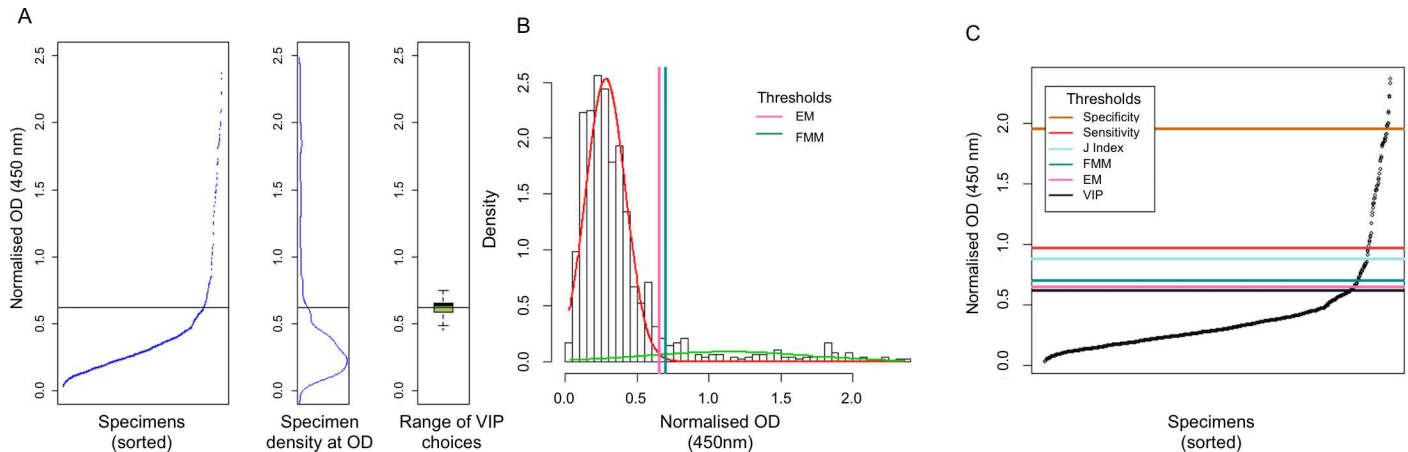 A
Normalised OD (450 nm)
0.0 0.5 1.0 1.5 2.0 2.5
Specimens
(sorted)
0.0 0.5 1.0 1.5 2.0 2.5
Specimen
density at OD
0.0 0.5 1.0 1.5 2.0 2.5
Range of VIP
choices
B
Density
0.0 0.5 1.0 1.5 2.0 2.5
Thresholds
EM
FMM
0.0 0.5 1.0 1.5 2.0
Normalised OD
(450nm)
C
Normalised OD (450 nm)
0.0 1.0 2.0
Thresholds
Specificity
Sensitivity
J Index
FMM
EM
VIP
Specimens
(sorted)